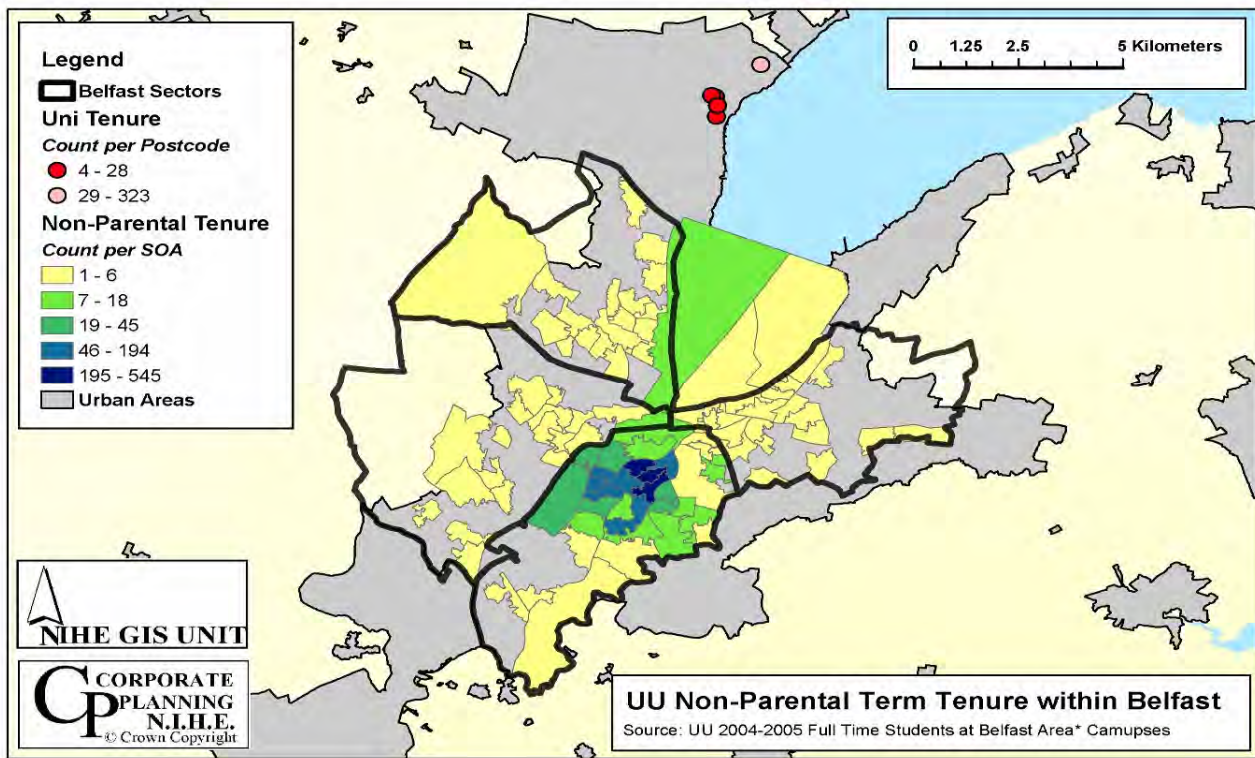 Legend
Belfast Sectors
Uni Tenure
Count per Postcode
4 - 28
29 - 323
Non-Parental Tenure
Count per SOA
1 - 6
7 - 18
19 - 45
46 - 194
195 - 545
Urban Areas
0 1.25 2.5 5 Kilometers
NIHE GIS UNIT
CP CORPORATE
PLANNING
N.I.H.E.
© Crown Copyright
UU Non-Parental Term Tenure within Belfast
Source: UU 2004-2005 Full Time Students at Belfast Area* Camupses